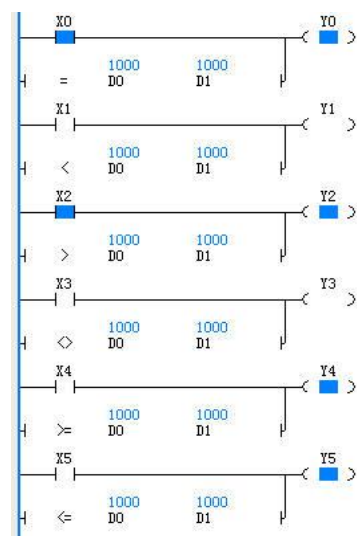 X0 Y0
1000 1000
= D0 D1
X1 Y1
1000 1000
< D0 D1
X2 Y2
1000 1000
> D0 D1
X3 Y3
1000 1000
<> D0 D1
X4 Y4
1000 1000
>= D0 D1
X5 Y5
1000 1000
<= D0 D1